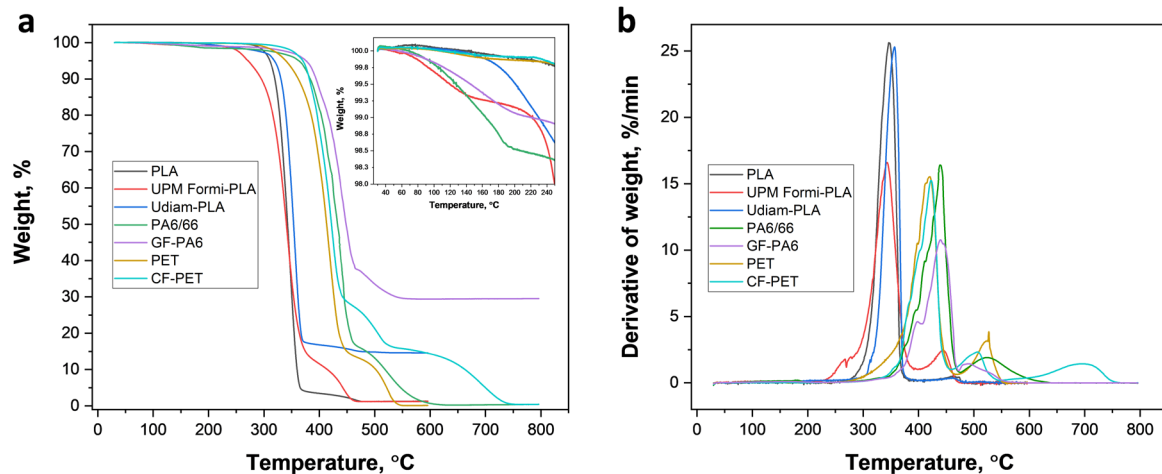 a
100
90
80
70
60
50
40
30
20
10
0
Weight, %
0 100 200 300 400 500 600 700 800
Temperature, °C
PLA
UPM Formi-PLA
Udiam-PLA
PA6/66
GF-PA6
PET
CF-PET
100.0
99.8
99.5
99.3
99.0
98.8
98.5
98.3
98.0
Weight, %
40 60 80 100 120 140 160 180 200 220 240
Temperature, °C
b
25
20
15
10
5
0
Derivative of weight, %/min
0 100 200 300 400 500 600 700 800
Temperature, °C
PLA
UPM Formi-PLA
Udiam-PLA
PA6/66
GF-PA6
PET
CF-PET